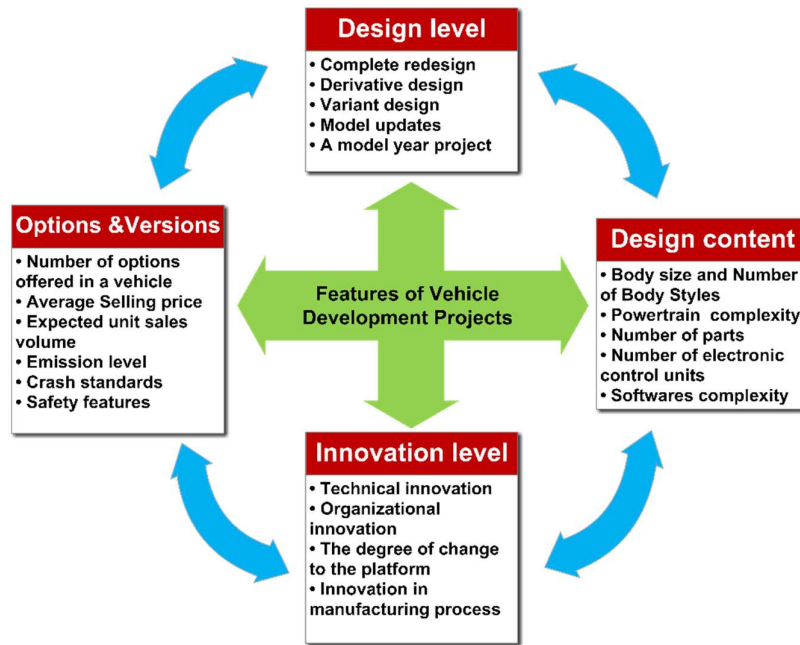 Design level
• Complete redesign
• Derivative design
• Variant design
• Model updates
• A model year project
Options &Versions
• Number of options
offered in a vehicle
• Average Selling price
• Expected unit sales
volume
• Emission level
• Crash standards
• Safety features
Features of Vehicle
Development Projects
Design content
• Body size and Number
of Body Styles
• Powertrain complexity
• Number of parts
• Number of electronic
control units
• Softwares complexity
Innovation level
• Technical innovation
• Organizational
innovation
• The degree of change
to the platform
• Innovation in
manufacturing process